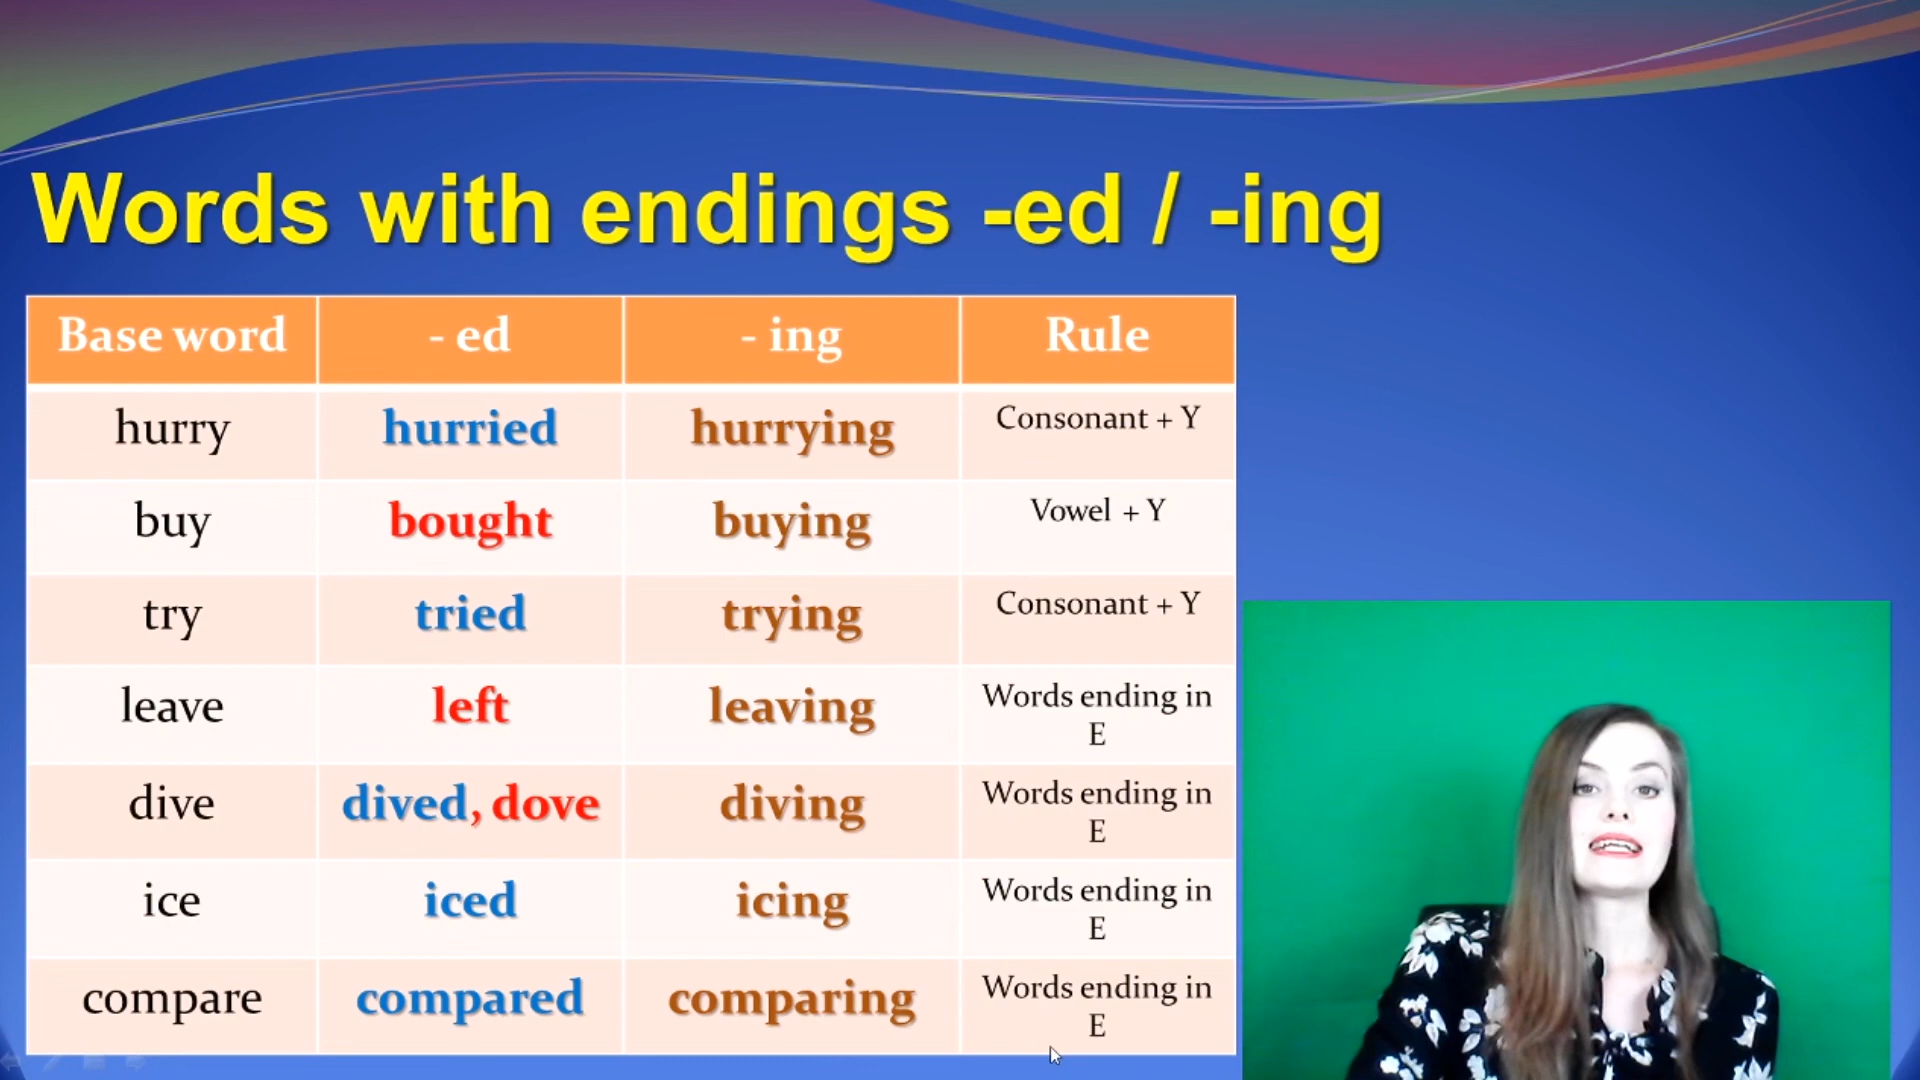 Words with endings -ed / -ing
Base word - ed - ing Rule
hurry hurried hurrying Consonant + Y
buy bought buying Vowel + Y
try tried trying Consonant + Y
leave left leaving Words ending in
E
dive dived, dove diving Words ending in
E
ice iced icing Words ending in
E
compare compared comparing Words ending in
E